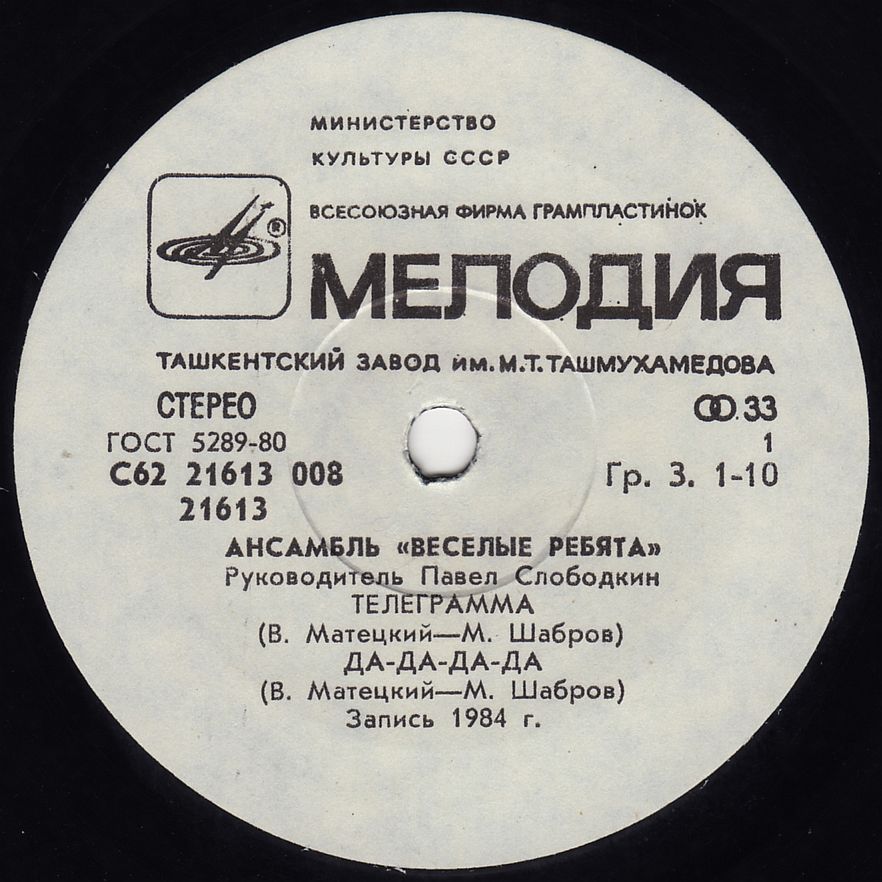 МИНИСТЕРСТВО
КУЛЬТУРЫ СССР
ВСЕСОЮЗНАЯ ФИРМА ГРАМПЛАСТИНОК
®
МЕЛОДИЯ
ТАШКЕНТСКИЙ ЗАВОД им. М.Т. ТАШМУХАМЕДОВА
СТЕРЕО 33
ГОСТ 5289-80 1
С62 21613 008 Гр. 3. 1-10
21613
АНСАМБЛЬ «ВЕСЕЛЫЕ РЕБЯТА»
Руководитель Павел Слободкин
ТЕЛЕГРАММА
(В. Матецкий—М. Шабров)
ДА-ДА-ДА-ДА
(В. Матецкий—М. Шабров)
Запись 1984 г.